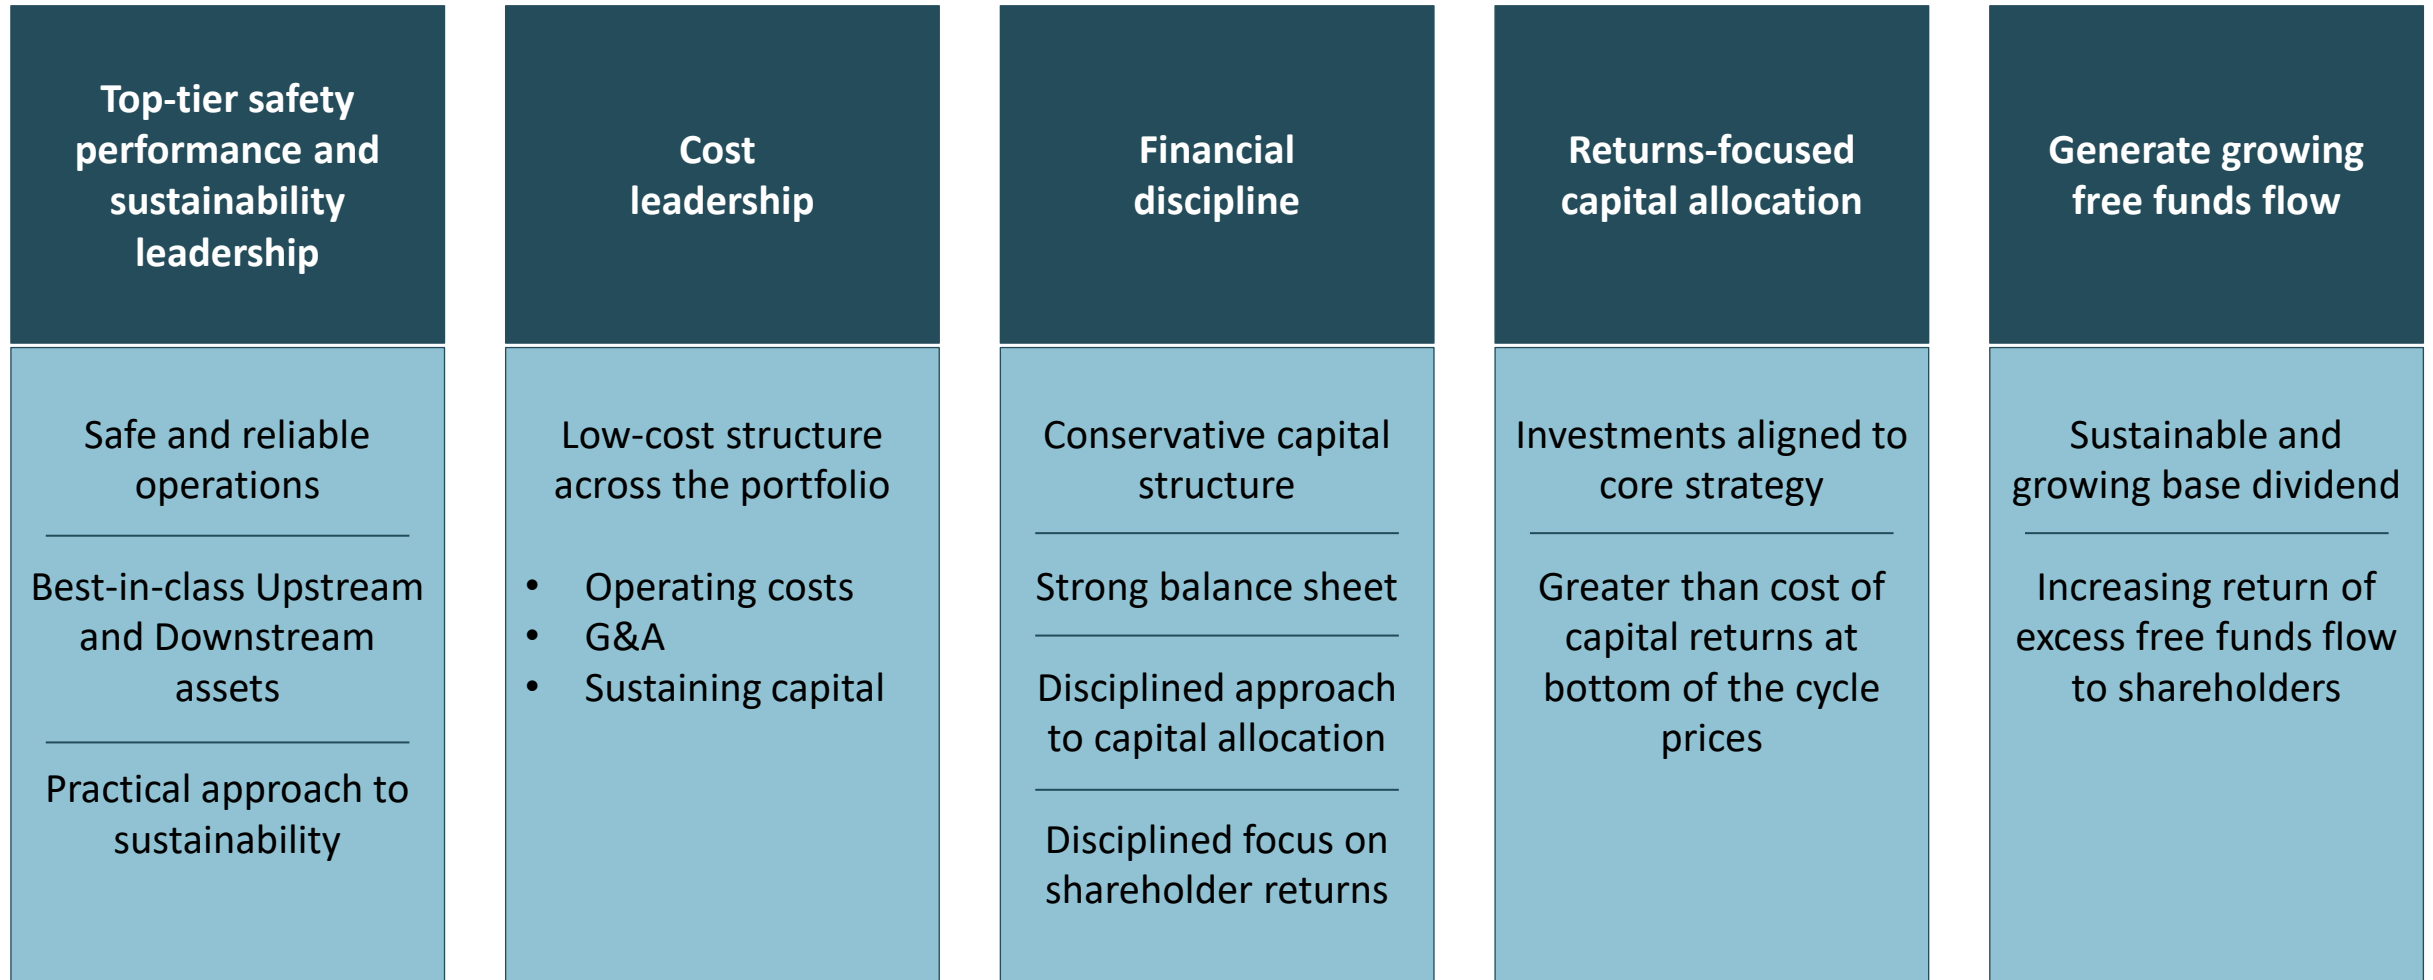 Top-tier safety
performance and
sustainability
leadership
Safe and reliable
operations
Best-in-class Upstream
and Downstream
assets
Practical approach to
sustainability
Cost
leadership
Low-cost structure
across the portfolio
• Operating costs
• G&A
• Sustaining capital
Financial
discipline
Conservative capital
structure
Strong balance sheet
Disciplined approach
to capital allocation
Disciplined focus on
shareholder returns
Returns-focused
capital allocation
Investments aligned to
core strategy
Greater than cost of
capital returns at
bottom of the cycle
prices
Generate growing
free funds flow
Sustainable and
growing base dividend
Increasing return of
excess free funds flow
to shareholders